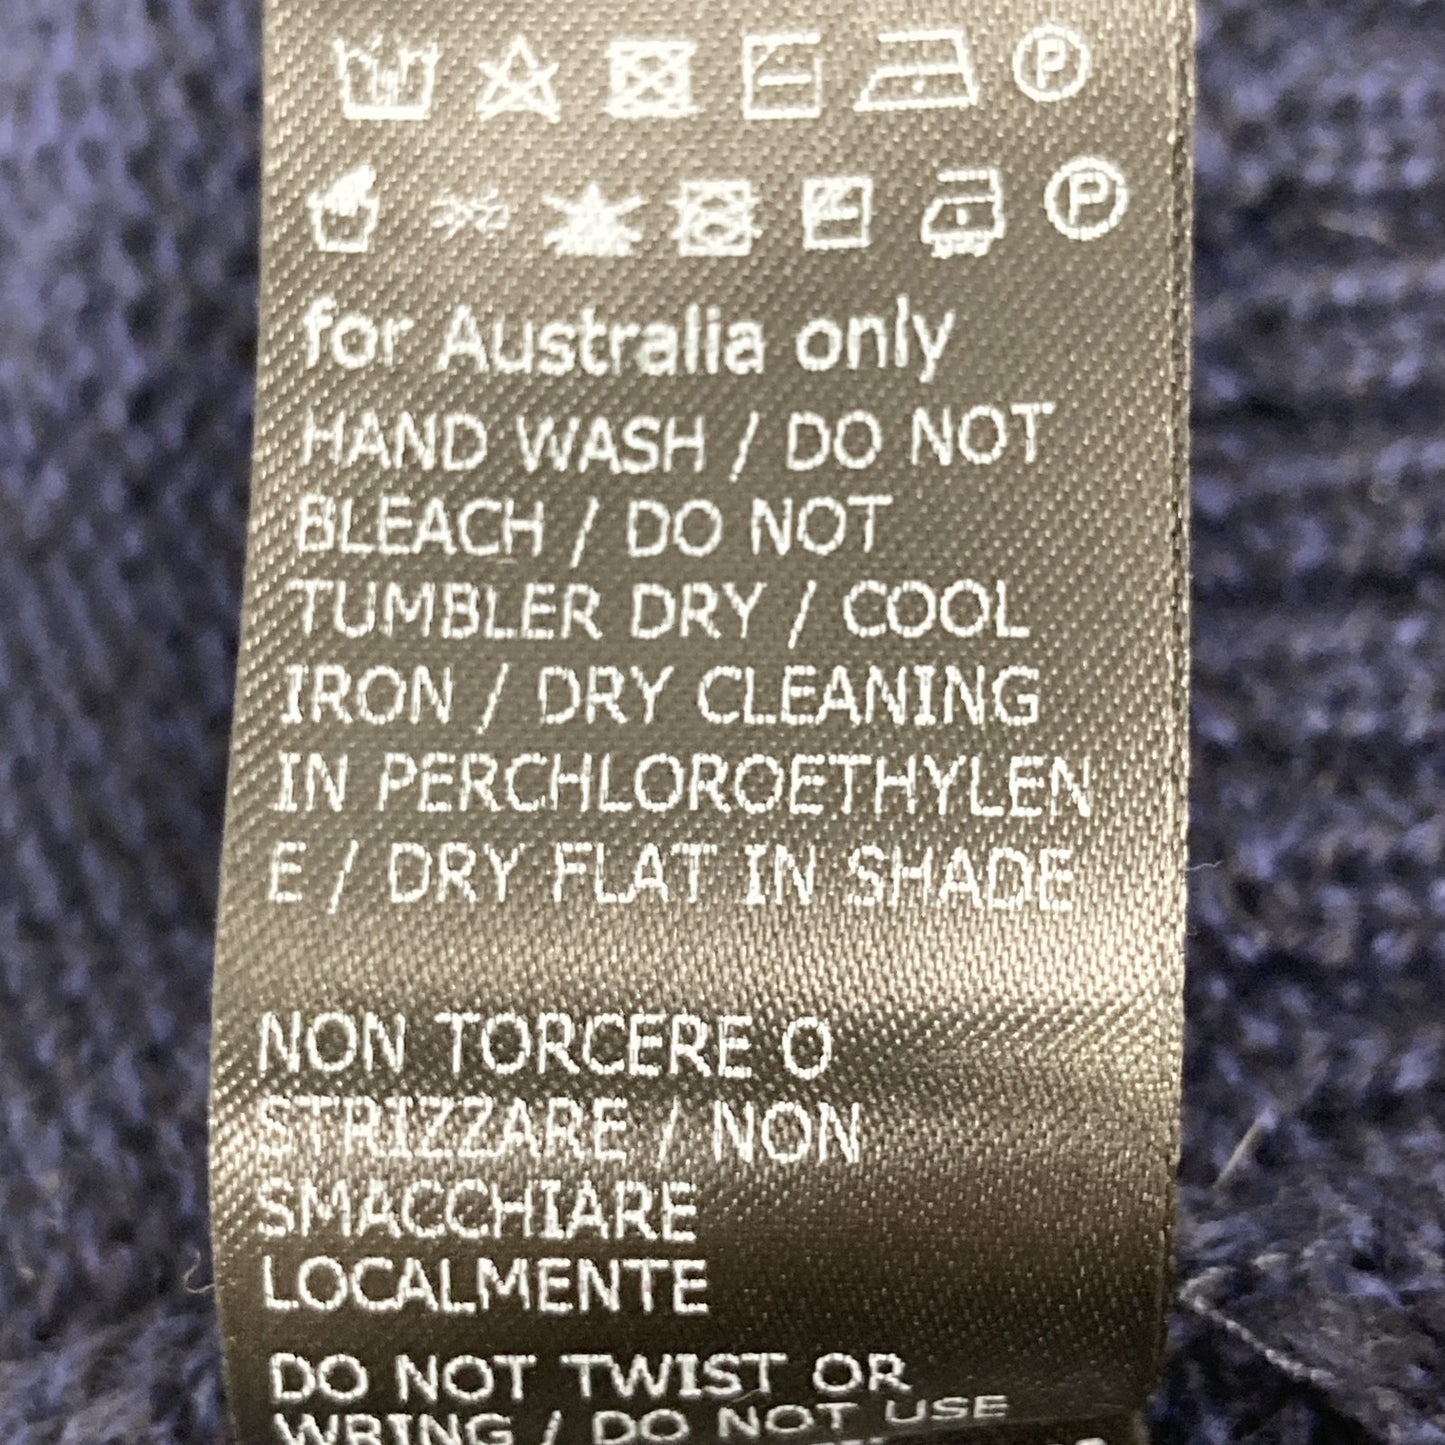 P
P
for Australia only
HAND WASH / DO NOT
BLEACH / DO NOT
TUMBLER DRY / COOL
IRON / DRY CLEANING
IN PERCHLOROETHYLEN
E / DRY FLAT IN SHADE
NON TORCERE O
STRIZZARE / NON
SMACCHIARE
LOCALMENTE
DO NOT TWIST OR
WRING / DO NOT USE